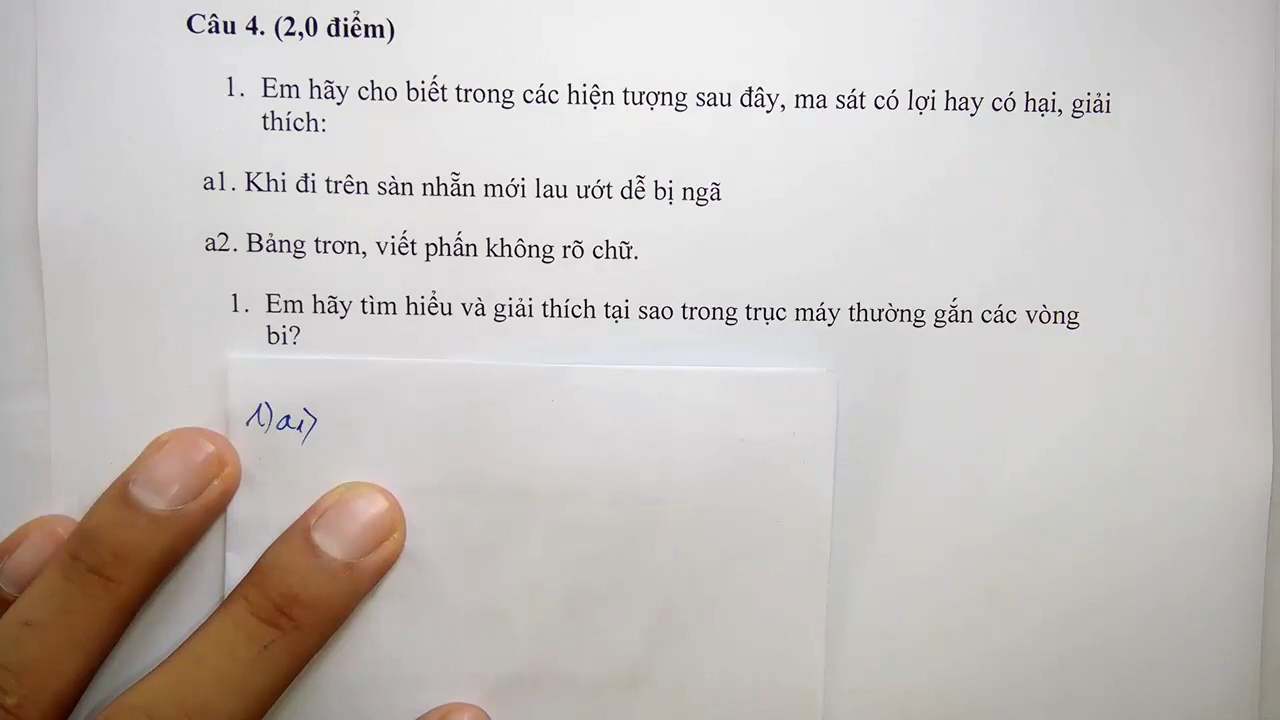 Câu 4. (2,0 điểm)
1. Em hãy cho biết trong các hiện tượng sau đây, ma sát có lợi hay có hại, giải
thích:
a1. Khi đi trên sàn nhẵn mới lau ướt dễ bị ngã
a2. Bảng trơn, viết phấn không rõ chữ.
1. Em hãy tìm hiểu và giải thích tại sao trong trục máy thường gắn các vòng
bi?
1) a1)